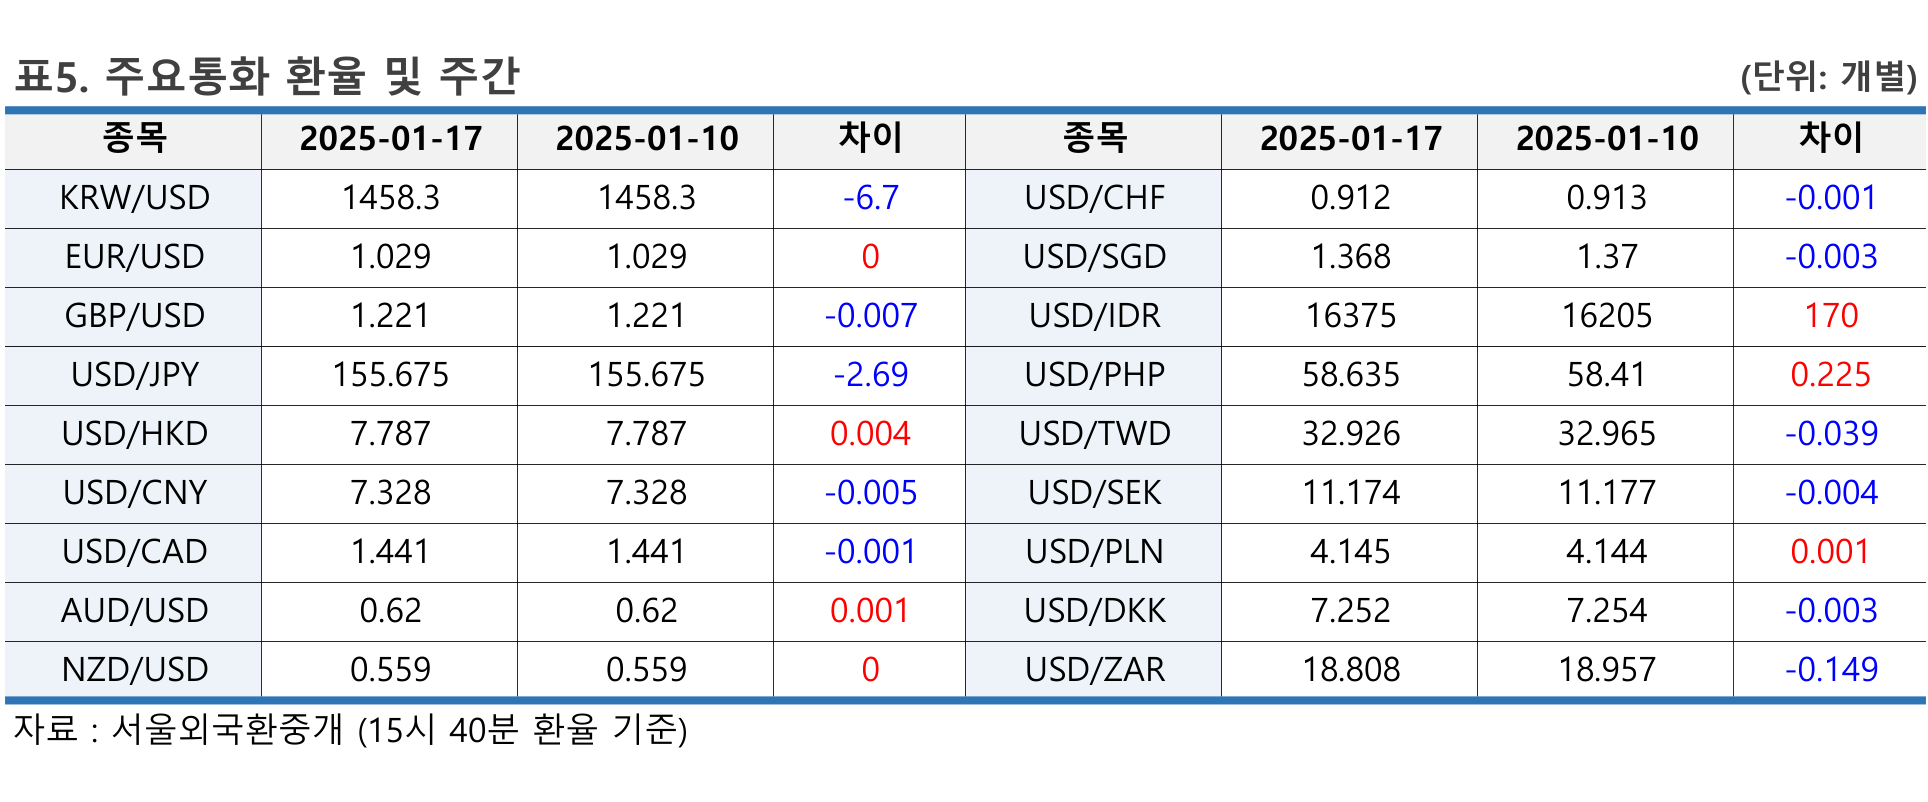 표5. 주요통화 환율 및 주간 (단위: 개별)
종목 2025-01-17 2025-01-10 차이 종목 2025-01-17 2025-01-10 차이
KRW/USD 1458.3 1458.3 -6.7 USD/CHF 0.912 0.913 -0.001
EUR/USD 1.029 1.029 0 USD/SGD 1.368 1.37 -0.003
GBP/USD 1.221 1.221 -0.007 USD/IDR 16375 16205 170
USD/JPY 155.675 155.675 -2.69 USD/PHP 58.635 58.41 0.225
USD/HKD 7.787 7.787 0.004 USD/TWD 32.926 32.965 -0.039
USD/CNY 7.328 7.328 -0.005 USD/SEK 11.174 11.177 -0.004
USD/CAD 1.441 1.441 -0.001 USD/PLN 4.145 4.144 0.001
AUD/USD 0.62 0.62 0.001 USD/DKK 7.252 7.254 -0.003
NZD/USD 0.559 0.559 0 USD/ZAR 18.808 18.957 -0.149
자료 : 서울외국환중개 (15시 40분 환율 기준)